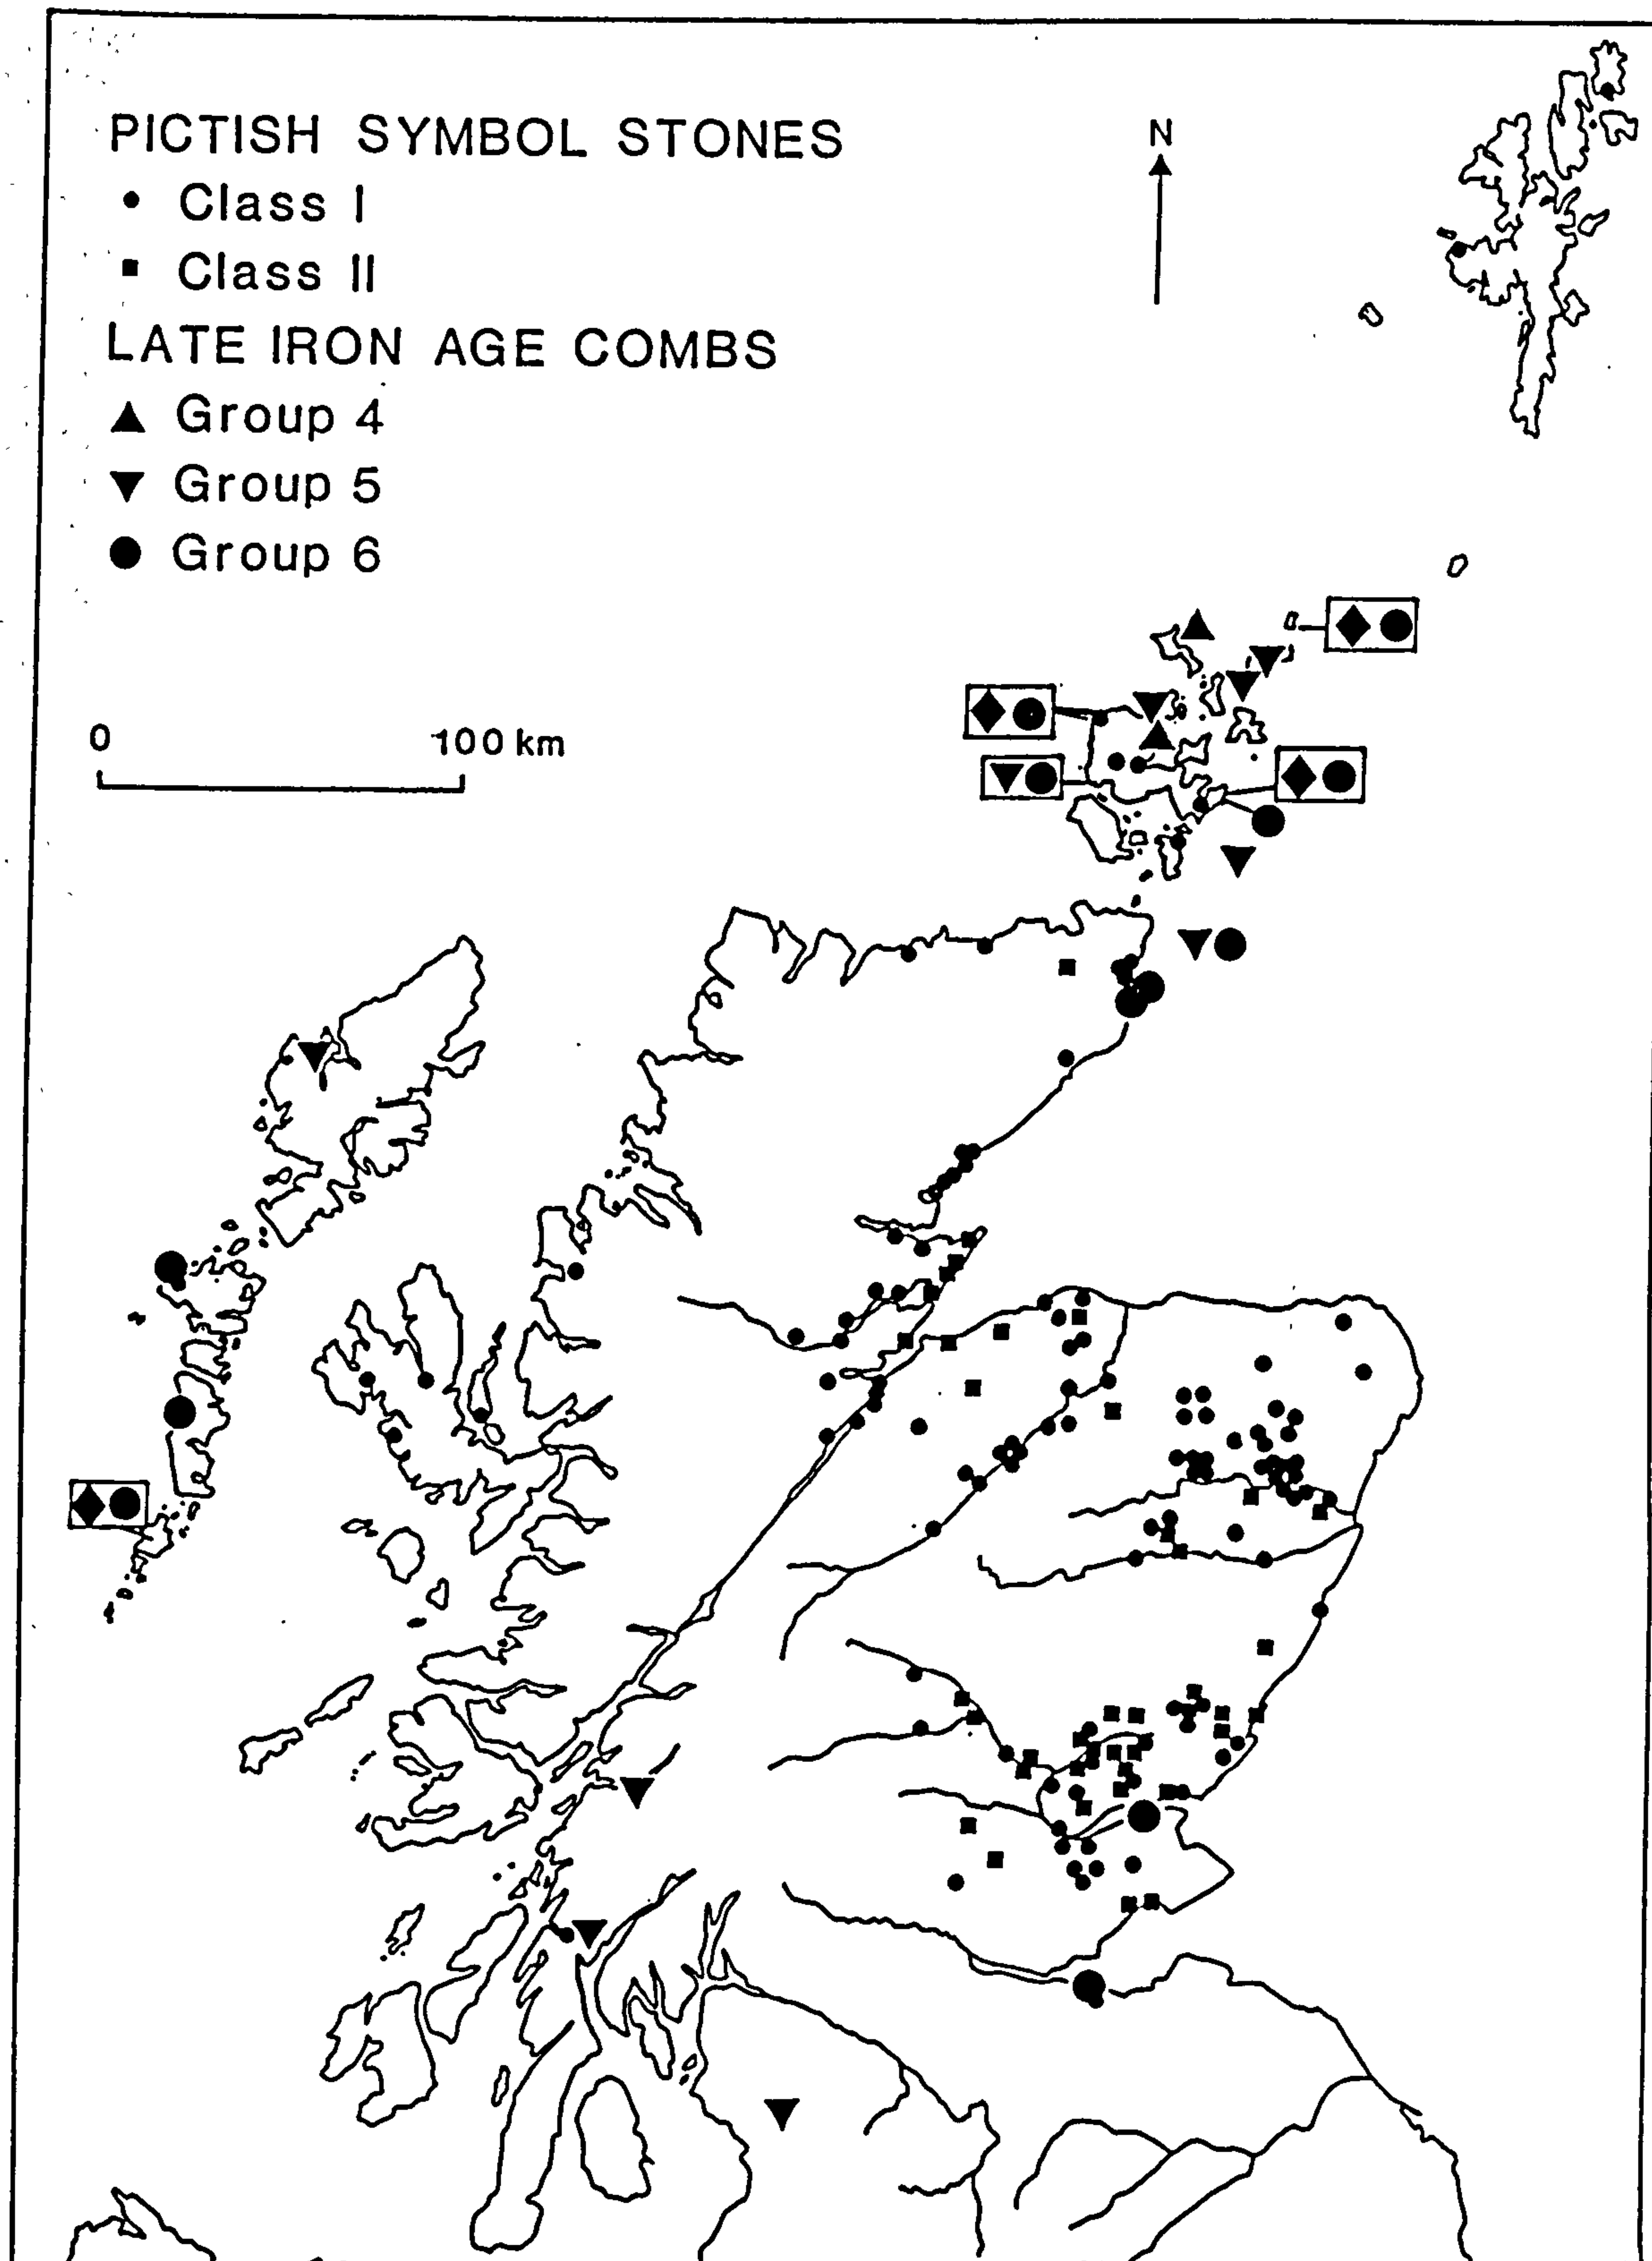 PICTISH SYMBOL STONES
Class I
Class II
LATE IRON AGE COMBS
Group 4
Group 5
Group 6
N
0 100 km